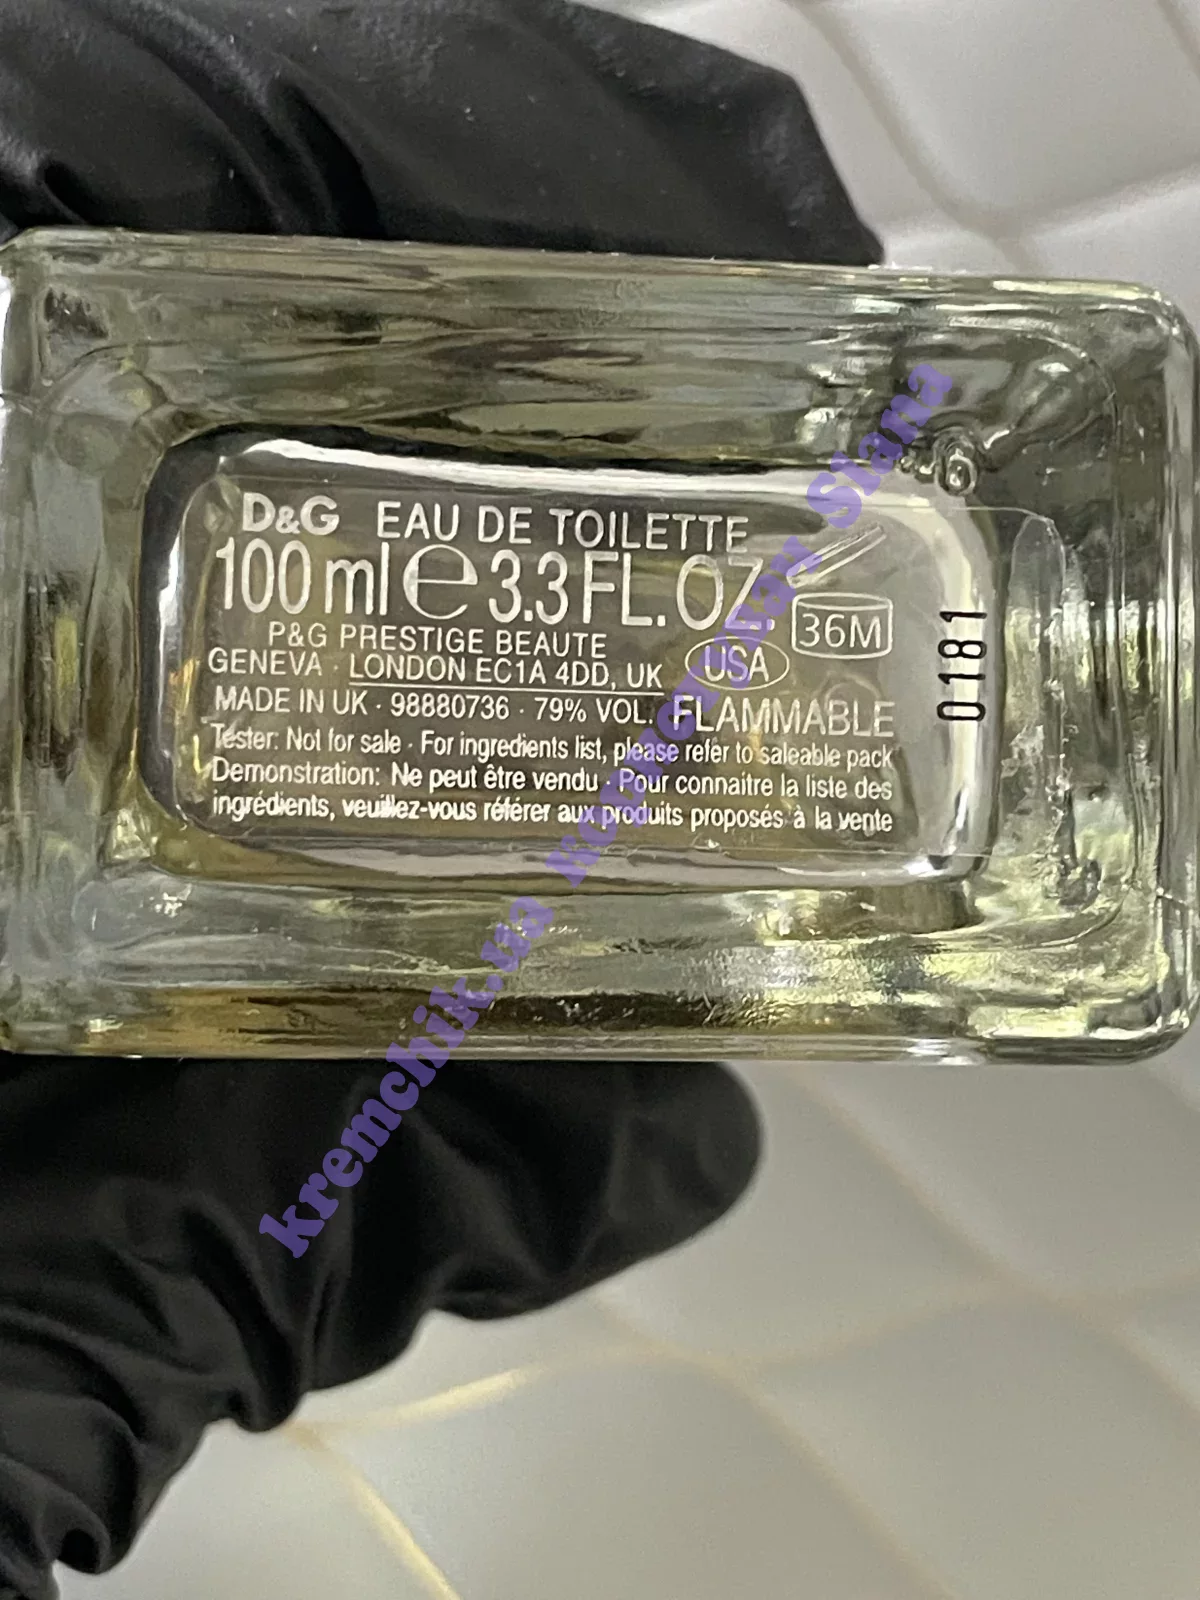 D&G EAU DE TOILETTE
100 ml e 3.3 FL.OZ.
36M
P&G PRESTIGE BEAUTE
GENEVA · LONDON EC1A 4DD, UK
USA
MADE IN UK · 98880736 · 79% VOL. FLAMMABLE
Tester: Not for sale · For ingredients list, please refer to saleable pack
Demonstration: Ne peut être vendu · Pour connaitre la liste des
ingrédients, veuillez-vous référer aux produits proposés à la vente
0181
kremchik.ua користувач Slana